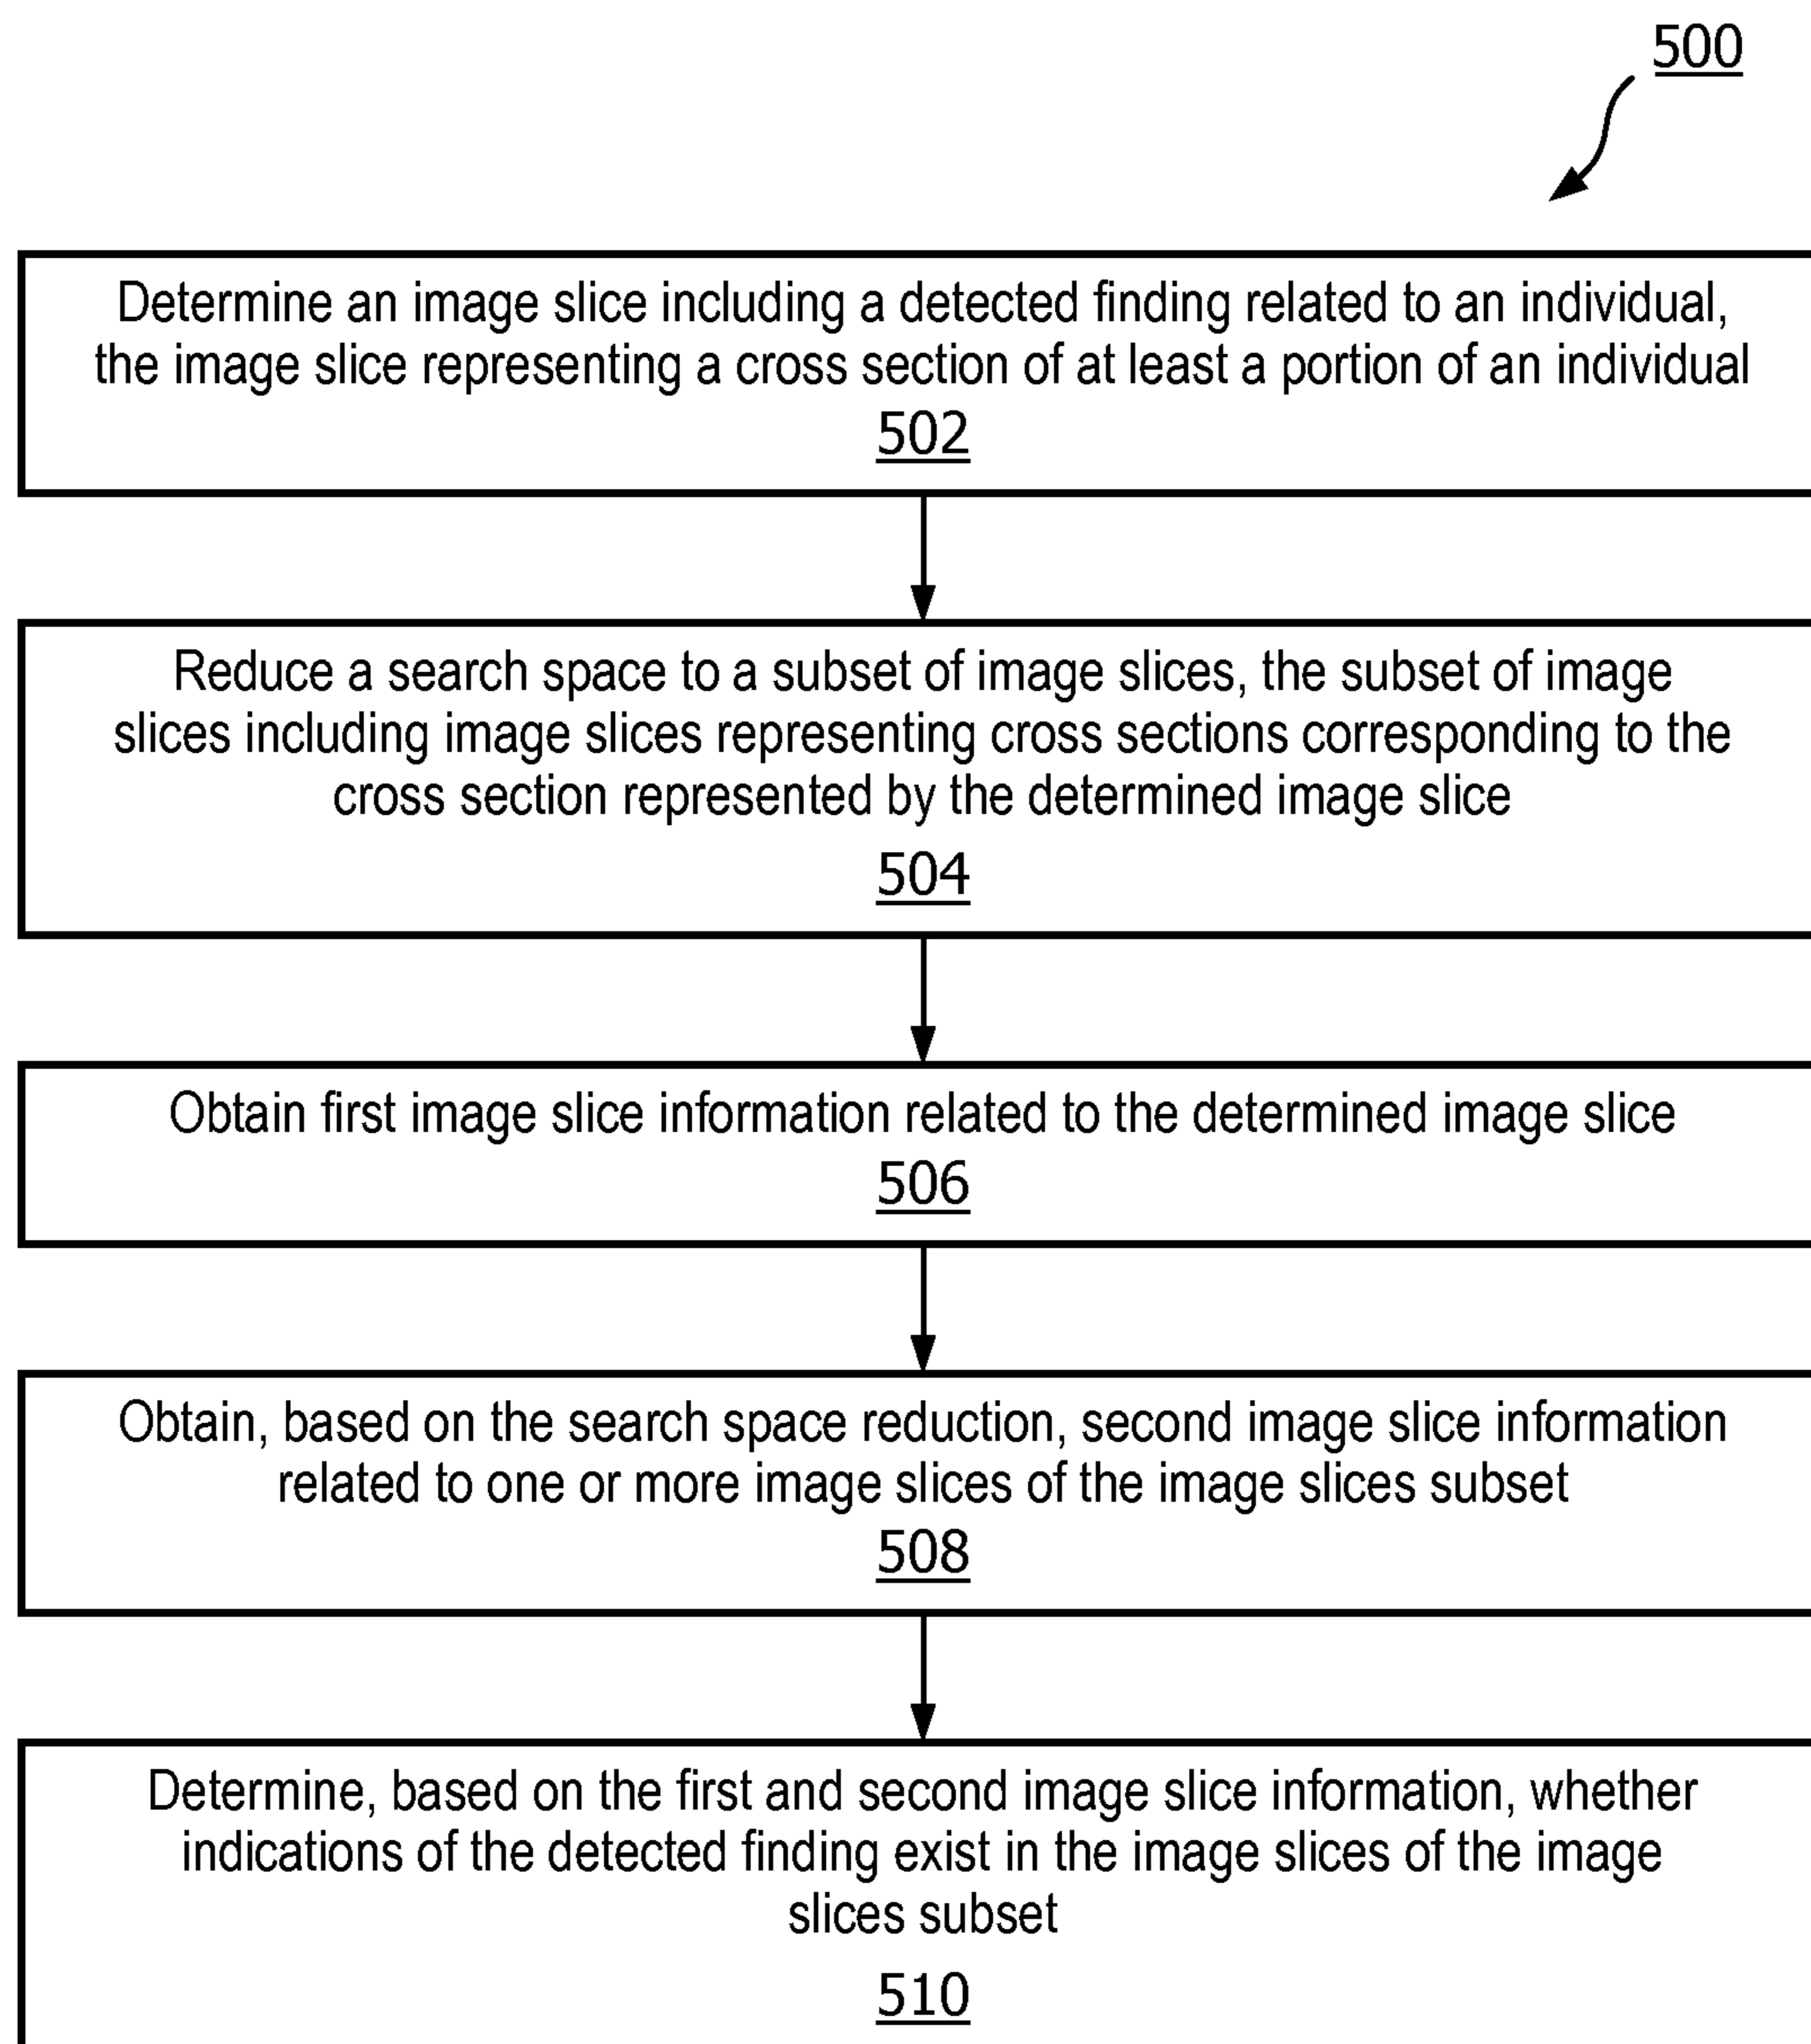 500
Determine an image slice including a detected finding related to an individual,
the image slice representing a cross section of at least a portion of an individual
502
Reduce a search space to a subset of image slices, the subset of image
slices including image slices representing cross sections corresponding to the
cross section represented by the determined image slice
504
Obtain first image slice information related to the determined image slice
506
Obtain, based on the search space reduction, second image slice information
related to one or more image slices of the image slices subset
508
Determine, based on the first and second image slice information, whether
indications of the detected finding exist in the image slices of the image
slices subset
510